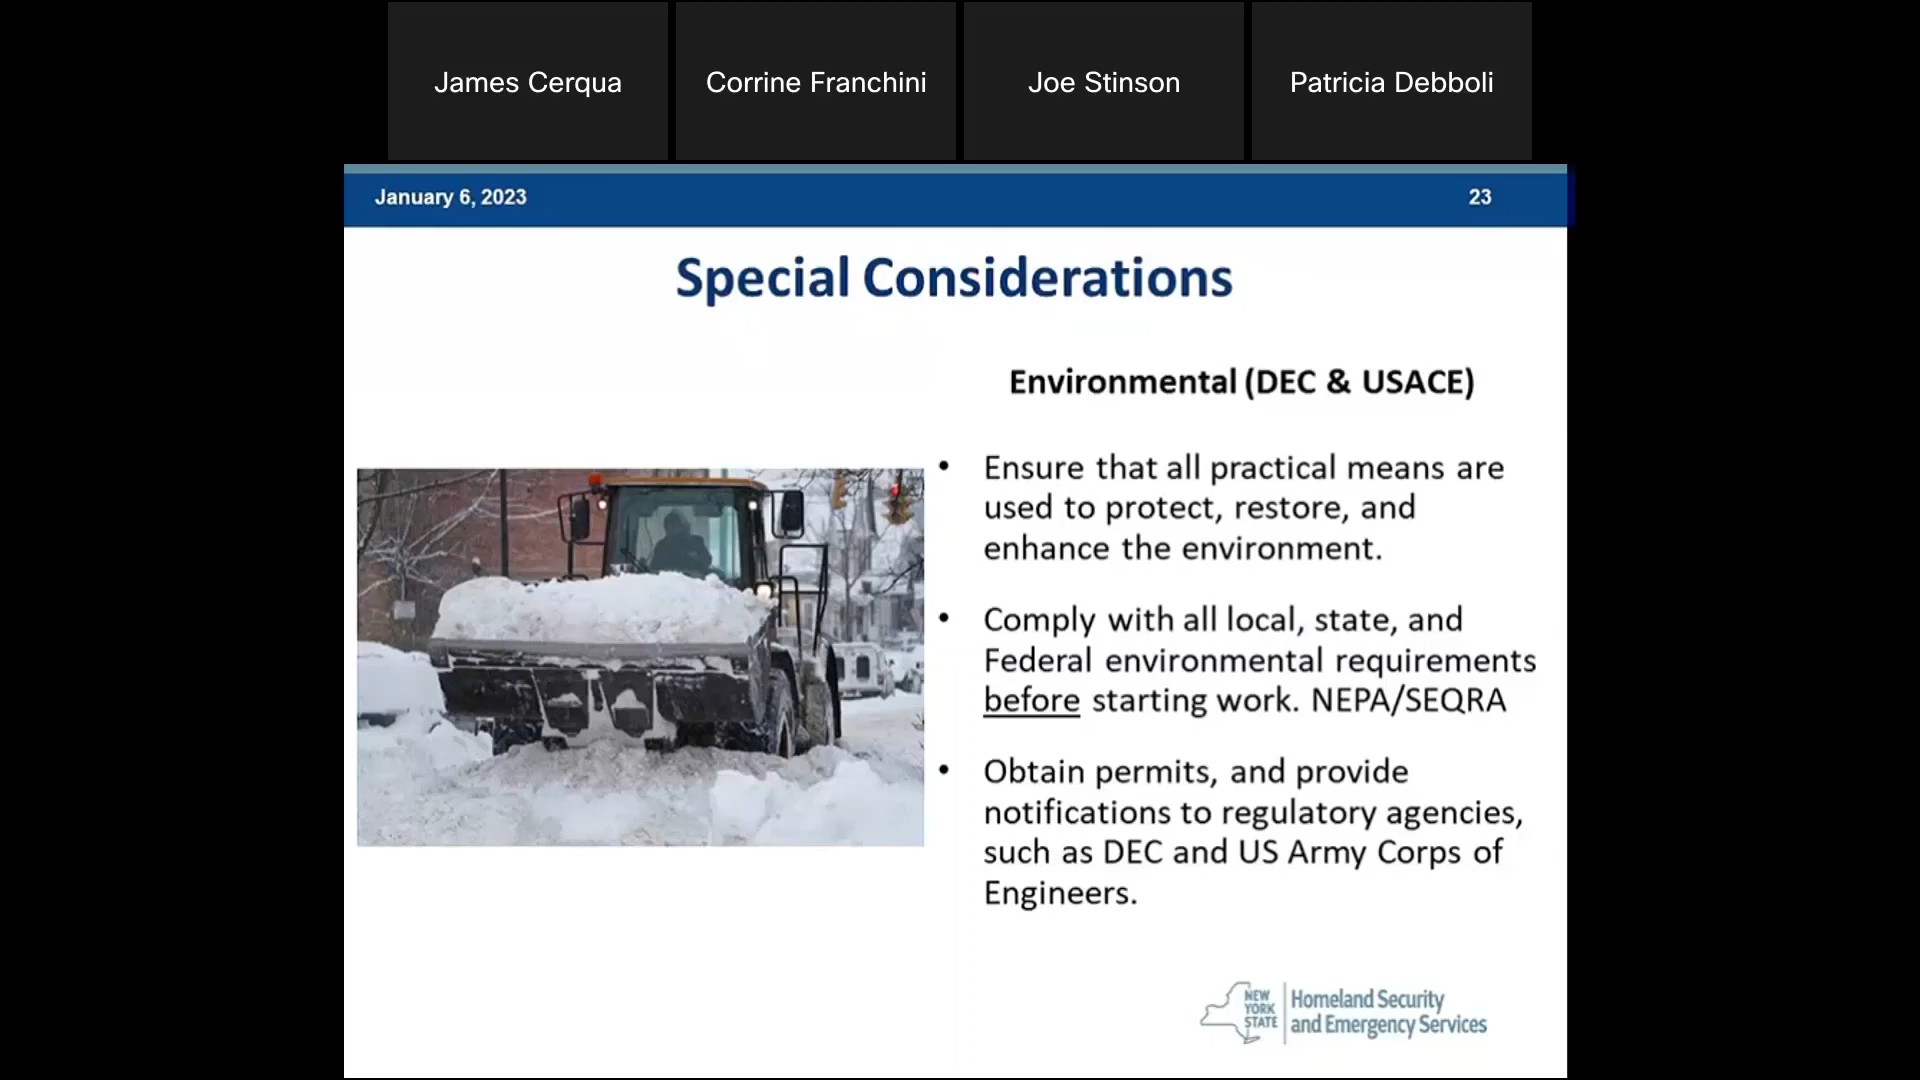 James Cerqua
Corrine Franchini
Joe Stinson
Patricia Debboli
January 6, 2023
23
Special Considerations
Environmental (DEC & USACE)
• Ensure that all practical means are
used to protect, restore, and
enhance the environment.
• Comply with all local, state, and
Federal environmental requirements
before starting work. NEPA/SEQRA
• Obtain permits, and provide
notifications to regulatory agencies,
such as DEC and US Army Corps of
Engineers.
NEW
YORK
STATE
Homeland Security
and Emergency Services